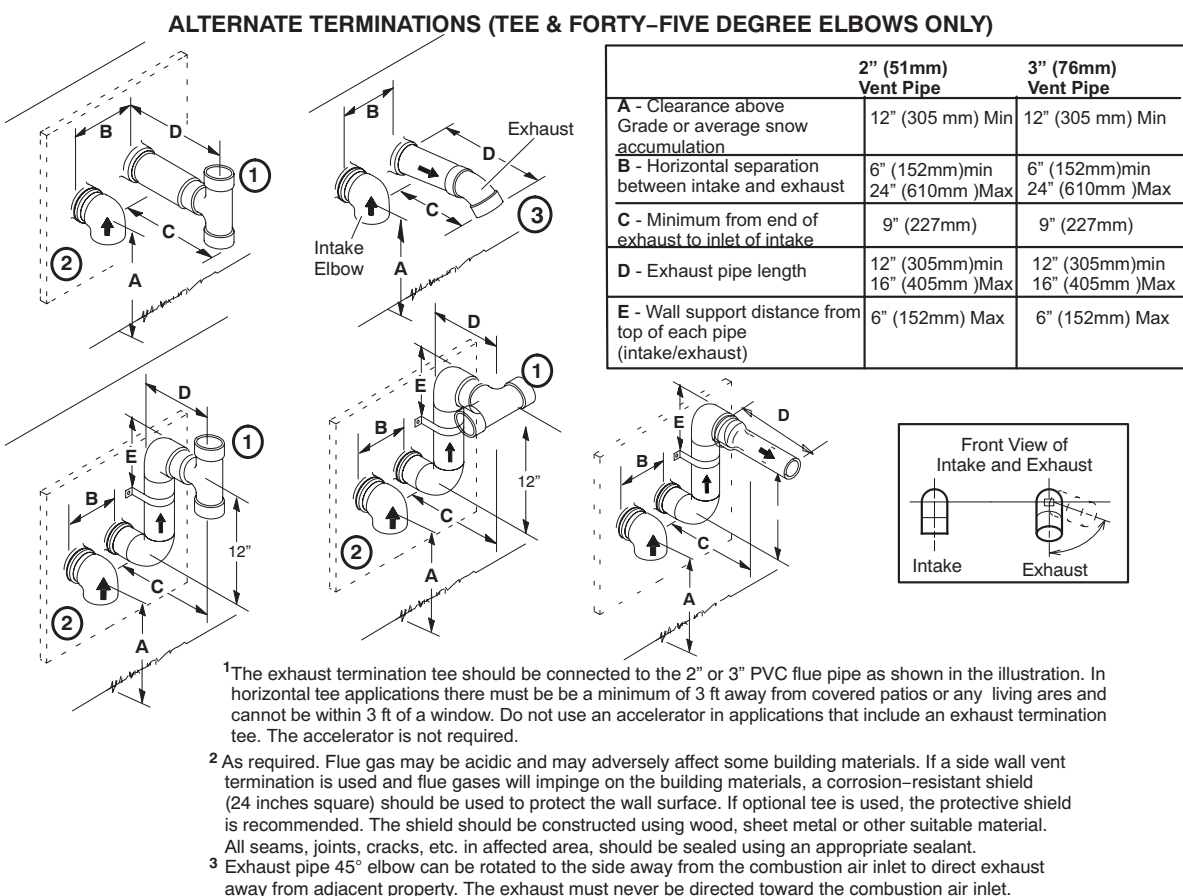 ALTERNATE TERMINATIONS (TEE & FORTY–FIVE DEGREE ELBOWS ONLY)
B
D
1
C
2
A
B
D
Exhaust
C
3
Intake
Elbow
A
2” (51mm)
Vent Pipe
3” (76mm)
Vent Pipe
A - Clearance above
Grade or average snow
accumulation
12” (305 mm) Min
12” (305 mm) Min
B - Horizontal separation
between intake and exhaust
6” (152mm)min
24” (610mm )Max
6” (152mm)min
24” (610mm )Max
C - Minimum from end of
exhaust to inlet of intake
9” (227mm)
9” (227mm)
D - Exhaust pipe length
12” (305mm)min
16” (405mm )Max
12” (305mm)min
16” (405mm )Max
E - Wall support distance from
top of each pipe
(intake/exhaust)
6” (152mm) Max
6” (152mm) Max
D
1
E
B
12”
C
2
A
D
1
E
B
12”
C
2
A
D
E
B
C
A
Front View of
Intake and Exhaust
Intake
Exhaust
1The exhaust termination tee should be connected to the 2” or 3” PVC flue pipe as shown in the illustration. In
horizontal tee applications there must be be a minimum of 3 ft away from covered patios or any living ares and
cannot be within 3 ft of a window. Do not use an accelerator in applications that include an exhaust termination
tee. The accelerator is not required.
2 As required. Flue gas may be acidic and may adversely affect some building materials. If a side wall vent
termination is used and flue gases will impinge on the building materials, a corrosion–resistant shield
(24 inches square) should be used to protect the wall surface. If optional tee is used, the protective shield
is recommended. The shield should be constructed using wood, sheet metal or other suitable material.
All seams, joints, cracks, etc. in affected area, should be sealed using an appropriate sealant.
3 Exhaust pipe 45° elbow can be rotated to the side away from the combustion air inlet to direct exhaust
away from adjacent property. The exhaust must never be directed toward the combustion air inlet.